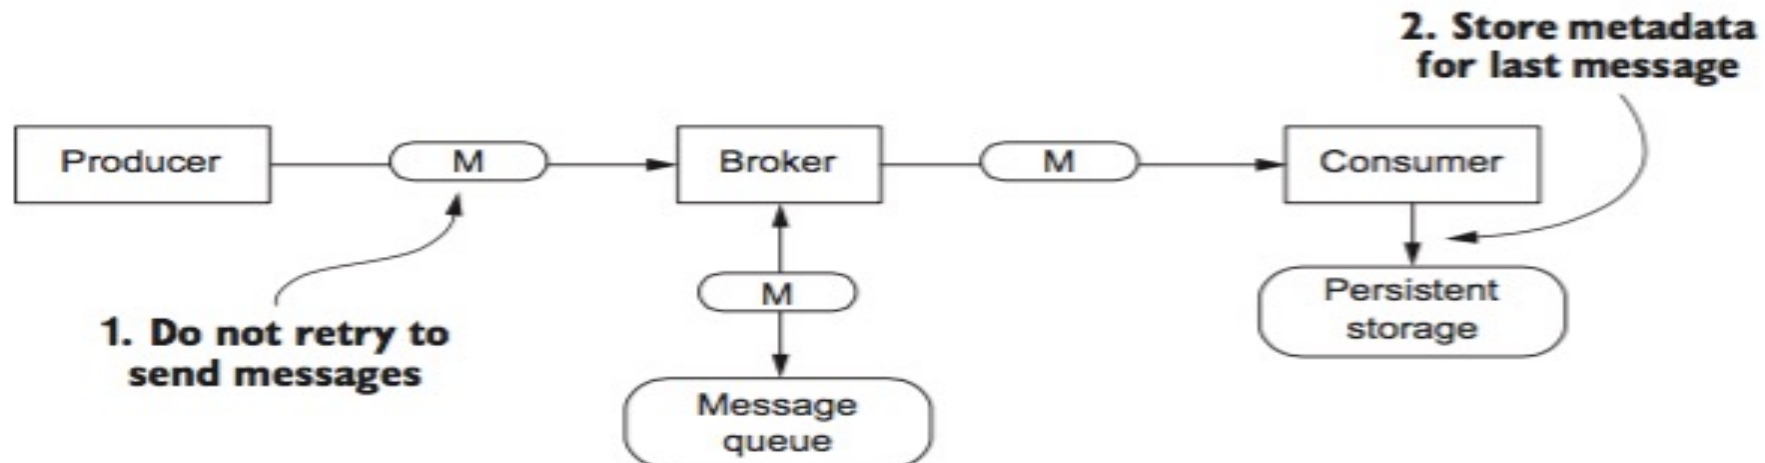 2. Store metadata
for last message
Producer
M
Broker
M
Consumer
M
Persistent
storage
1. Do not retry to
send messages
Message
queue